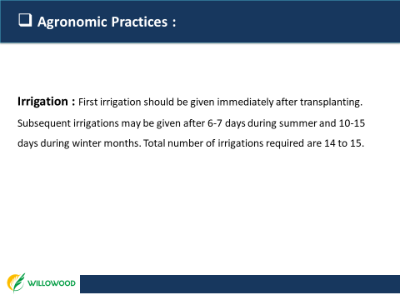 ❑ Agronomic Practices :
Irrigation : First irrigation should be given immediately after transplanting.
Subsequent irrigations may be given after 6-7 days during summer and 10-15
days during winter months. Total number of irrigations required are 14 to 15.
WILLOWOOD